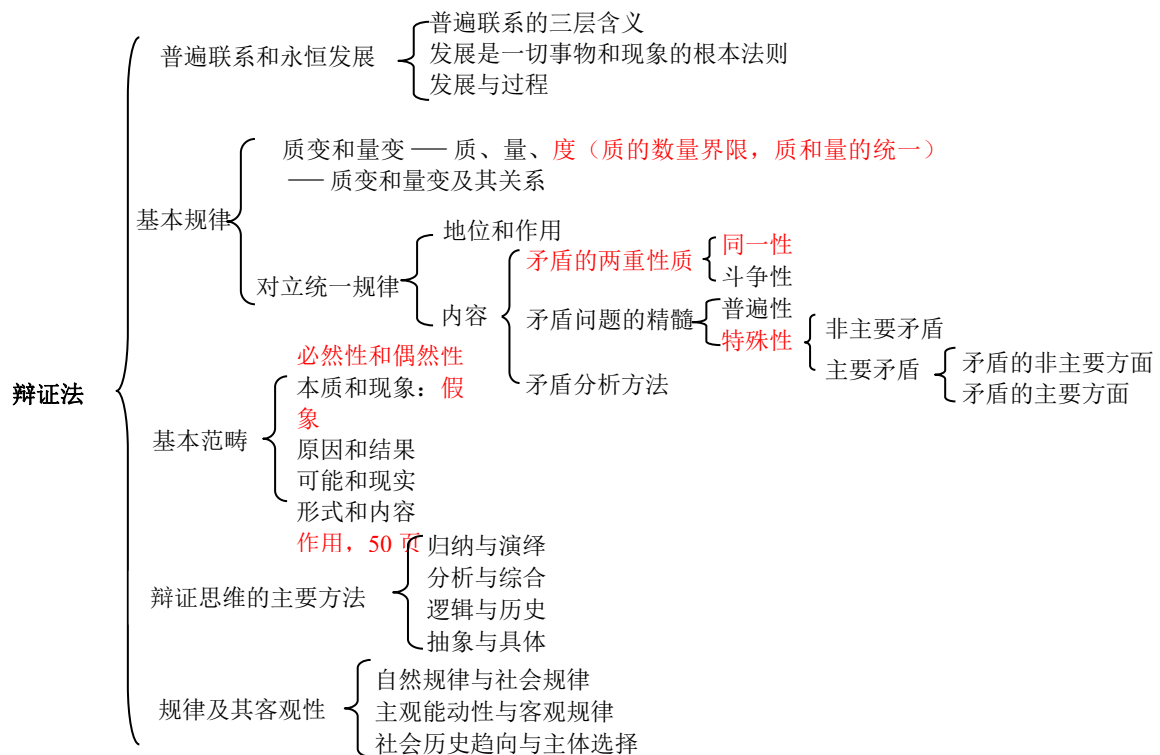 普遍联系的三层含义
普遍联系和永恒发展
发展是一切事物和现象的根本法则
发展与过程
质变和量变 — 质、量、度（质的数量界限，质和量的统一）
— 质变和量变及其关系
基本规律
地位和作用
对立统一规律
内容
矛盾的两重性质
同一性
斗争性
矛盾问题的精髓
普遍性
特殊性
非主要矛盾
主要矛盾
矛盾的非主要方面
矛盾的主要方面
矛盾分析方法
辩证法
基本范畴
必然性和偶然性
本质和现象：假
象
原因和结果
可能和现实
形式和内容
作用，50 页
辩证思维的主要方法
归纳与演绎
分析与综合
逻辑与历史
抽象与具体
规律及其客观性
自然规律与社会规律
主观能动性与客观规律
社会历史趋向与主体选择